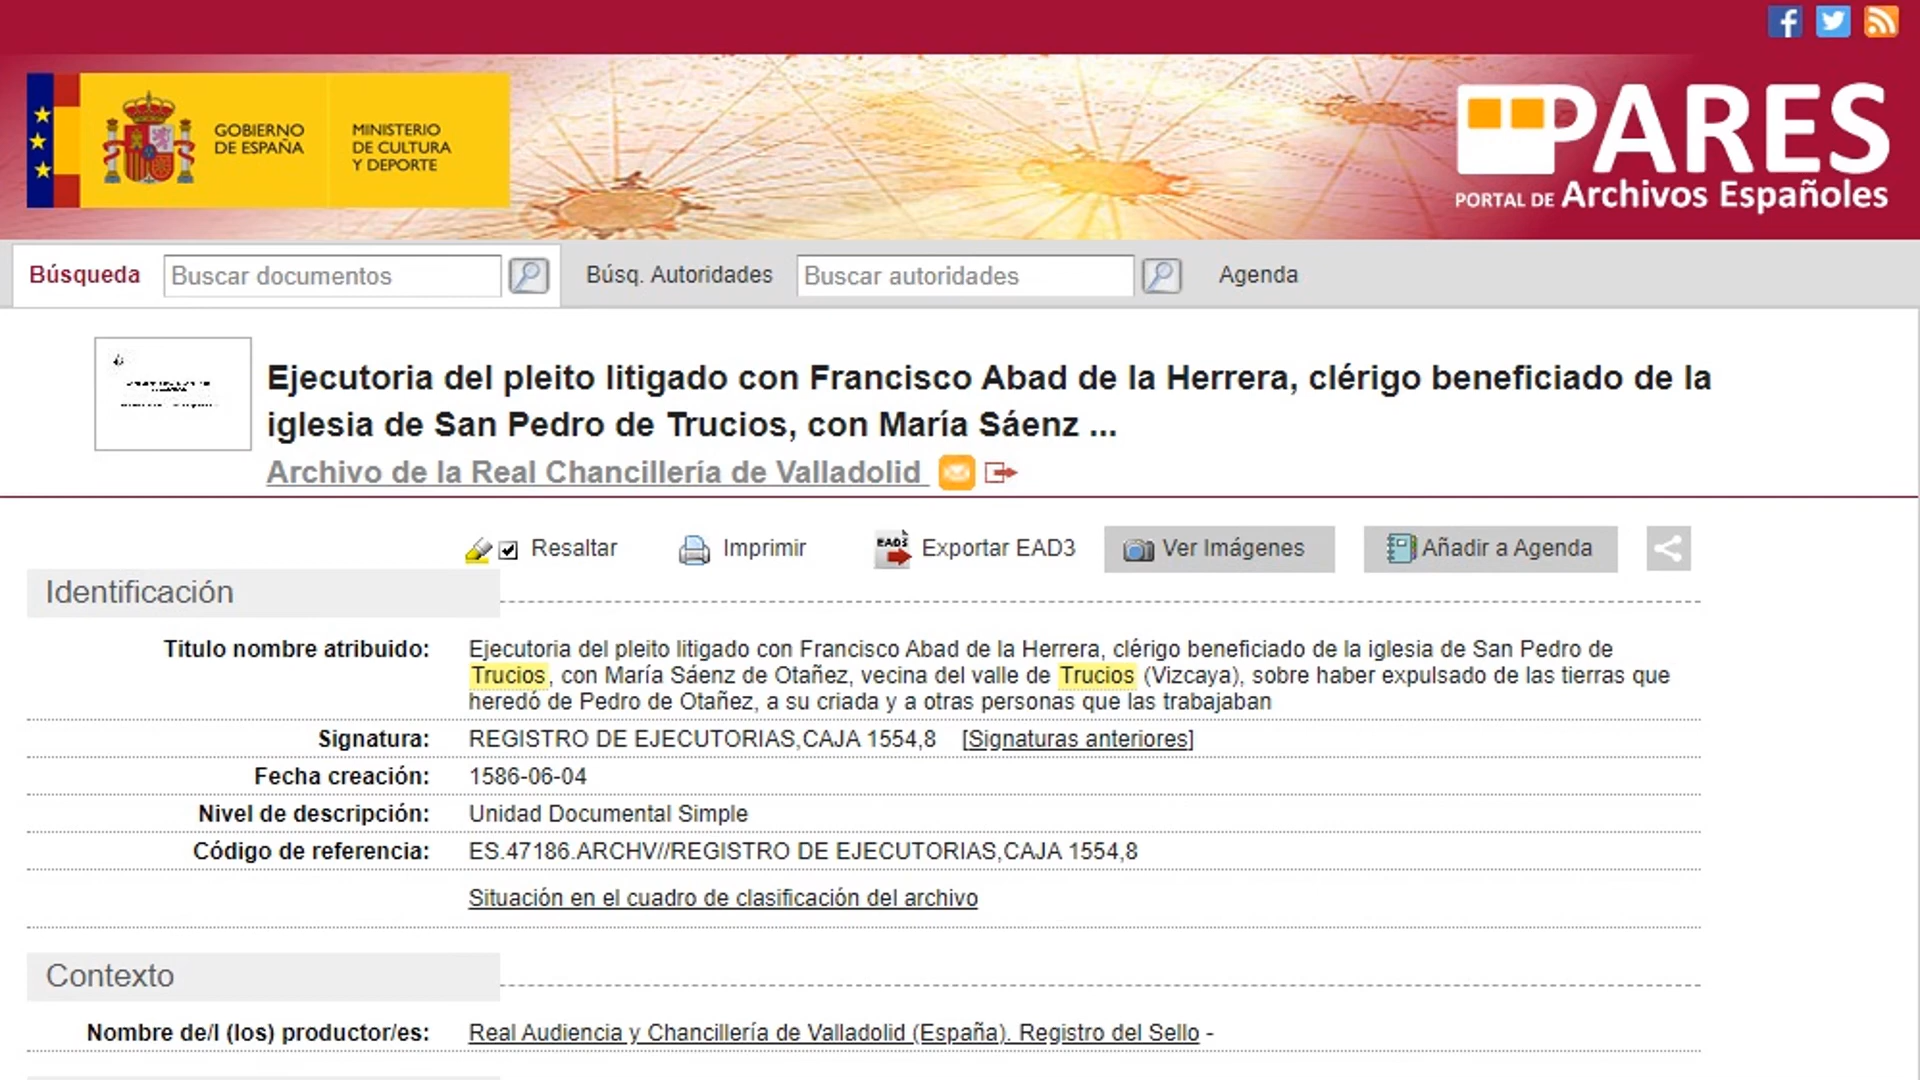 GOBIERNO
DE ESPAÑA
MINISTERIO
DE CULTURA
Y DEPORTE
PARES
PORTAL DE Archivos Españoles
Búsqueda Buscar documentos Búsq. Autoridades Buscar autoridades Agenda
Ejecutoria del pleito litigado con Francisco Abad de la Herrera, clérigo beneficiado de la
iglesia de San Pedro de Trucios, con María Sáenz ...
Archivo de la Real Chancillería de Valladolid
Resaltar Imprimir EAD3 Exportar EAD3 Ver Imágenes Añadir a Agenda
Identificación
Titulo nombre atribuido: Ejecutoria del pleito litigado con Francisco Abad de la Herrera, clérigo beneficiado de la iglesia de San Pedro de
Trucios, con María Sáenz de Otañez, vecina del valle de Trucios (Vizcaya), sobre haber expulsado de las tierras que
heredó de Pedro de Otañez, a su criada y a otras personas que las trabajaban
Signatura: REGISTRO DE EJECUTORIAS,CAJA 1554,8 [Signaturas anteriores]
Fecha creación: 1586-06-04
Nivel de descripción: Unidad Documental Simple
Código de referencia: ES.47186.ARCHV//REGISTRO DE EJECUTORIAS,CAJA 1554,8
Situación en el cuadro de clasificación del archivo
Contexto
Nombre de/l (los) productor/es: Real Audiencia y Chancillería de Valladolid (España). Registro del Sello -